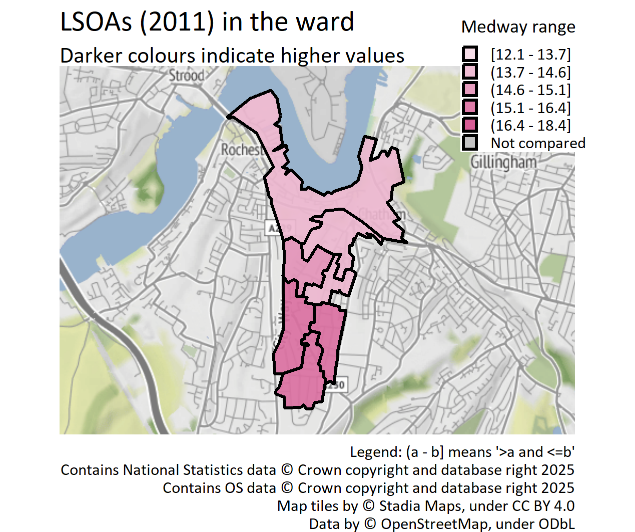 LSOAs (2011) in the ward
Darker colours indicate higher values
Medway range
[12.1 - 13.7]
(13.7 - 14.6]
(14.6 - 15.1]
(15.1 - 16.4]
(16.4 - 18.4]
Not compared
Strood
Rochest
Gillingham
A2
Legend: (a - b] means '>a and <=b'
Contains National Statistics data © Crown copyright and database right 2025
Contains OS data © Crown copyright and database right 2025
Map tiles by © Stadia Maps, under CC BY 4.0
Data by © OpenStreetMap, under ODbL